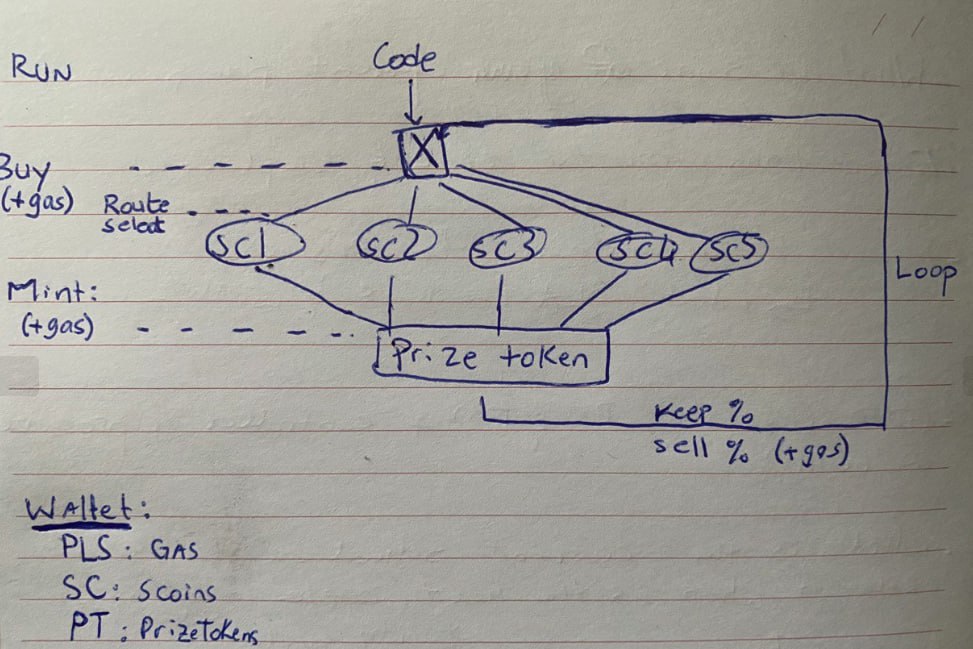 RUN
Code
X
Buy
(+gas)
Route
select
SC1
SC2
SC3
SC4
SC5
Loop
Mint:
(+gas)
Prize token
Keep %
sell % (+gas)
Wallet:
PLS: GAS
SC: Scoins
PT: PrizeTokens